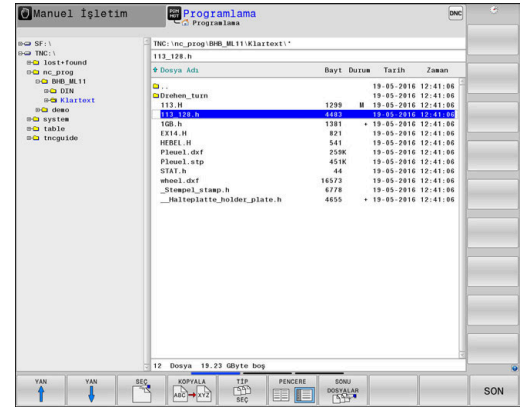 Manuel İşletim
PGM MGT Programlama
Programlama
DNC
TNC:\nc_prog\BHB_ML11\Klartext\*
113_128.h
SF:\
TNC:\
lost+found
nc_prog
BHB_ML11
DIN
Klartext
demo
system
table
tncguide
Dosya Adı Bayt Durum Tarih Zaman
.. 19-05-2016 12:41:06
Drehen_turn 19-05-2016 12:41:06
113.H 1299 M 19-05-2016 12:41:06
113_128.h 4483 19-05-2016 12:41:06
1GB.h 1381 + 19-05-2016 12:41:06
EX14.H 821 19-05-2016 12:41:06
HEBEL.H 541 19-05-2016 12:41:06
Pleuel.dxf 259K 19-05-2016 12:41:06
Pleuel.stp 451K 19-05-2016 12:41:06
STAT.h 44 19-05-2016 12:41:06
wheel.dxf 16573 19-05-2016 12:41:06
_Stempel_stamp.h 6778 19-05-2016 12:41:06
__Halteplatte_holder_plate.h 4655 + 19-05-2016 12:41:06
12 Dosya 19.23 GByte boş
YAN
YAN
SEÇ
KOPYALA
ABC XYZ
TİP
SEÇ
PENCERE
SONU
DOSYALAR
SON